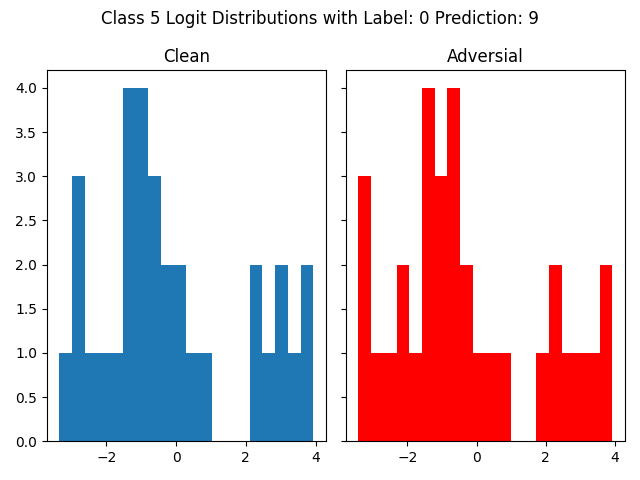 Class 5 Logit Distributions with Label: 0 Prediction: 9
Clean
Adversial
4.0
3.5
3.0
2.5
2.0
1.5
1.0
0.5
0.0
−2 0 2 4
−2 0 2 4